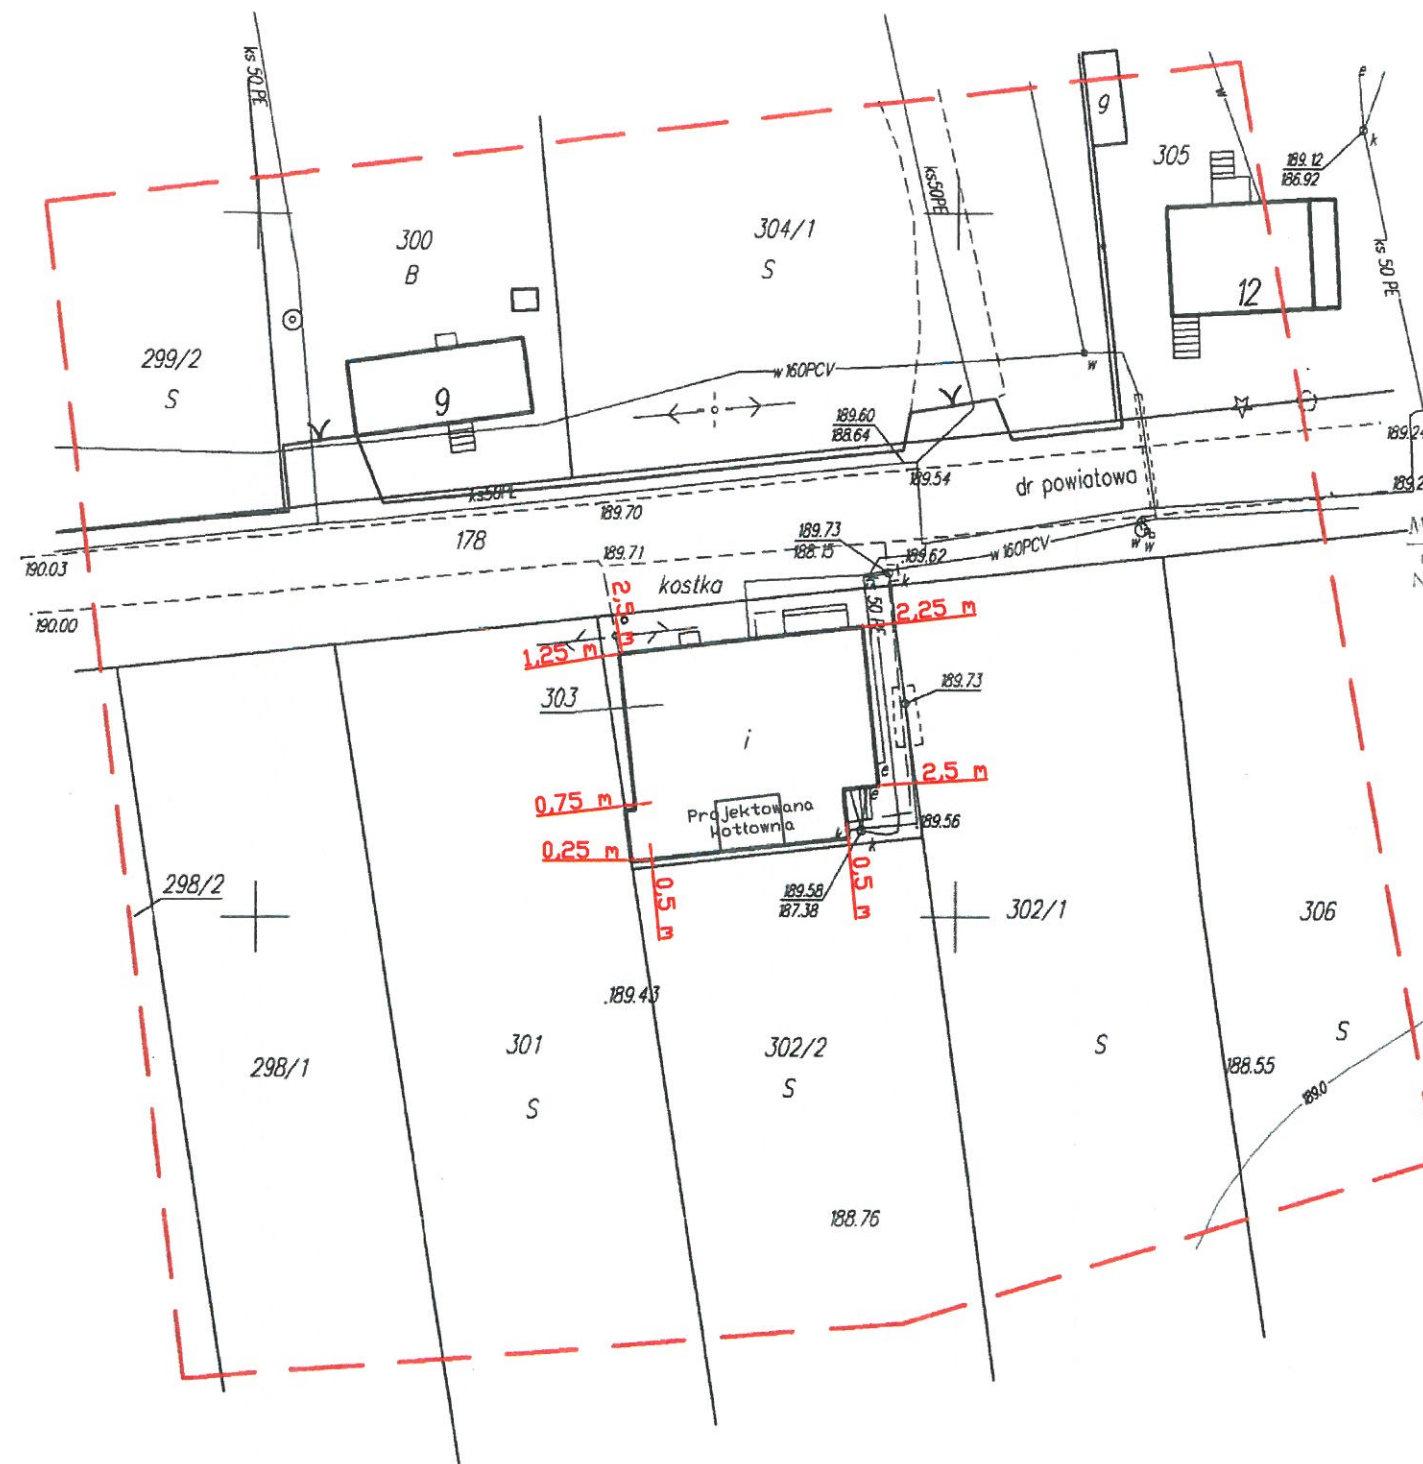 ks 50 PE
9
w
e
k
305
189.12
186.92
300
B
304/1
S
ks50PE
ks 50 PE
12
299/2
S
9
w 160PCV
w
189.60
188.64
189.54
dr powiatowa
189.24
189.2
ks50PE
189.70
178
189.73
188.15
189.71
189.62
w 160PCV
w
w
190.03
190.00
kostka
k
k
50 PE
2,5 m
2,25 m
1,25 m
303
189.73
i
e
2,5 m
0,75 m
e
Projektowana
kotłownia
k
189.56
0,25 m
k
0,5 m
0,5 m
189.58
187.38
298/2
302/1
306
.189.43
298/1
301
S
302/2
S
S
S
188.55
189.0
188.76